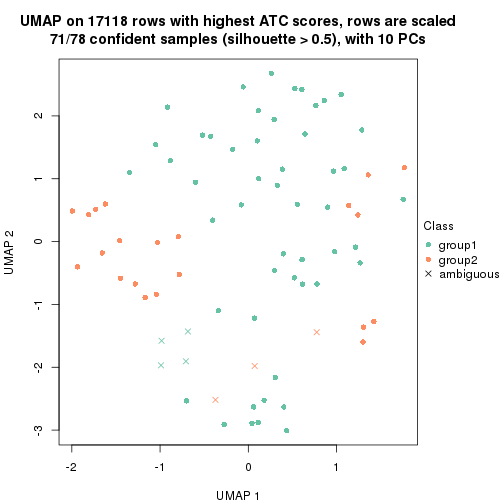 UMAP on 17118 rows with highest ATC scores, rows are scaled
71/78 confident samples (silhouette > 0.5), with 10 PCs
2
1
0
-1
-2
-3
UMAP 2
-2
-1
0
1
UMAP 1
Class
group1
group2
ambiguous